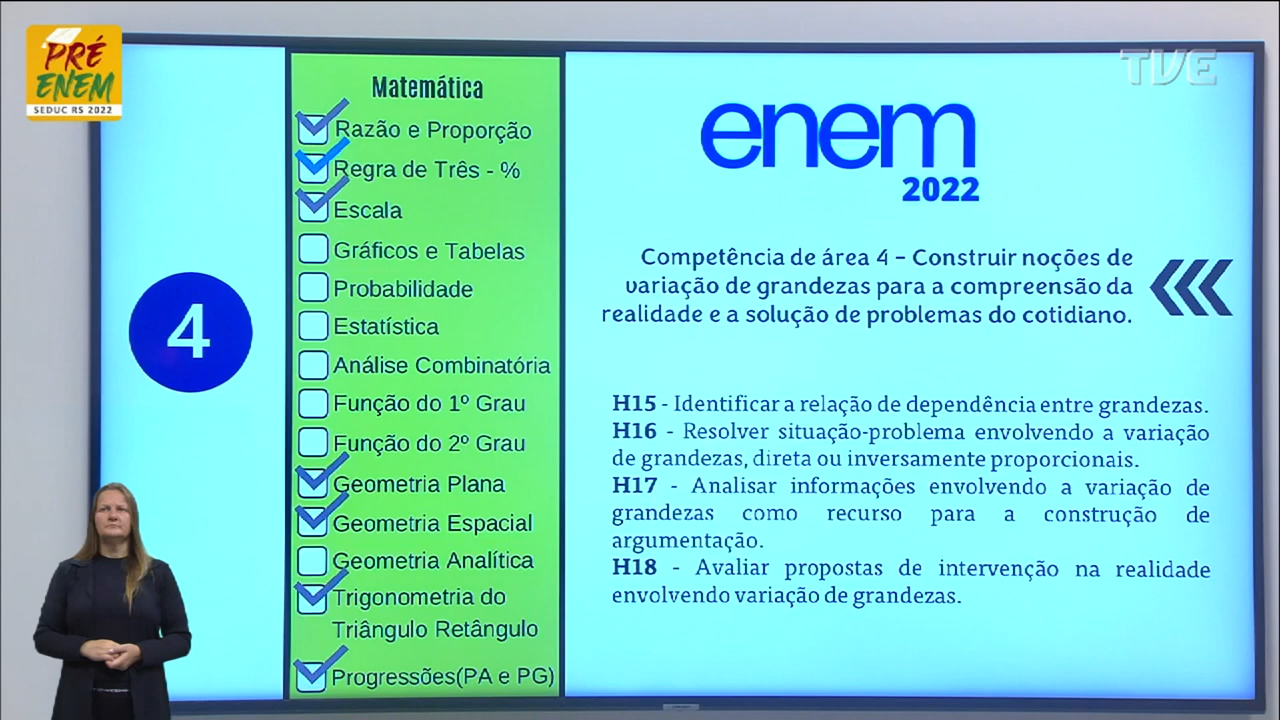 PRÉ
ENEM
SEDUC RS 2022
TVE
4
Matemática
Razão e Proporção
Regra de Três - %
Escala
Gráficos e Tabelas
Probabilidade
Estatística
Análise Combinatória
Função do 1º Grau
Função do 2º Grau
Geometria Plana
Geometria Espacial
Geometria Analítica
Trigonometria do
Triângulo Retângulo
Progressões(PA e PG)
enem
2022
Competência de área 4 – Construir noções de
variação de grandezas para a compreensão da
realidade e a solução de problemas do cotidiano.
H15 - Identificar a relação de dependência entre grandezas.
H16 - Resolver situação-problema envolvendo a variação
de grandezas, direta ou inversamente proporcionais.
H17 - Analisar informações envolvendo a variação de
grandezas como recurso para a construção de
argumentação.
H18 - Avaliar propostas de intervenção na realidade
envolvendo variação de grandezas.